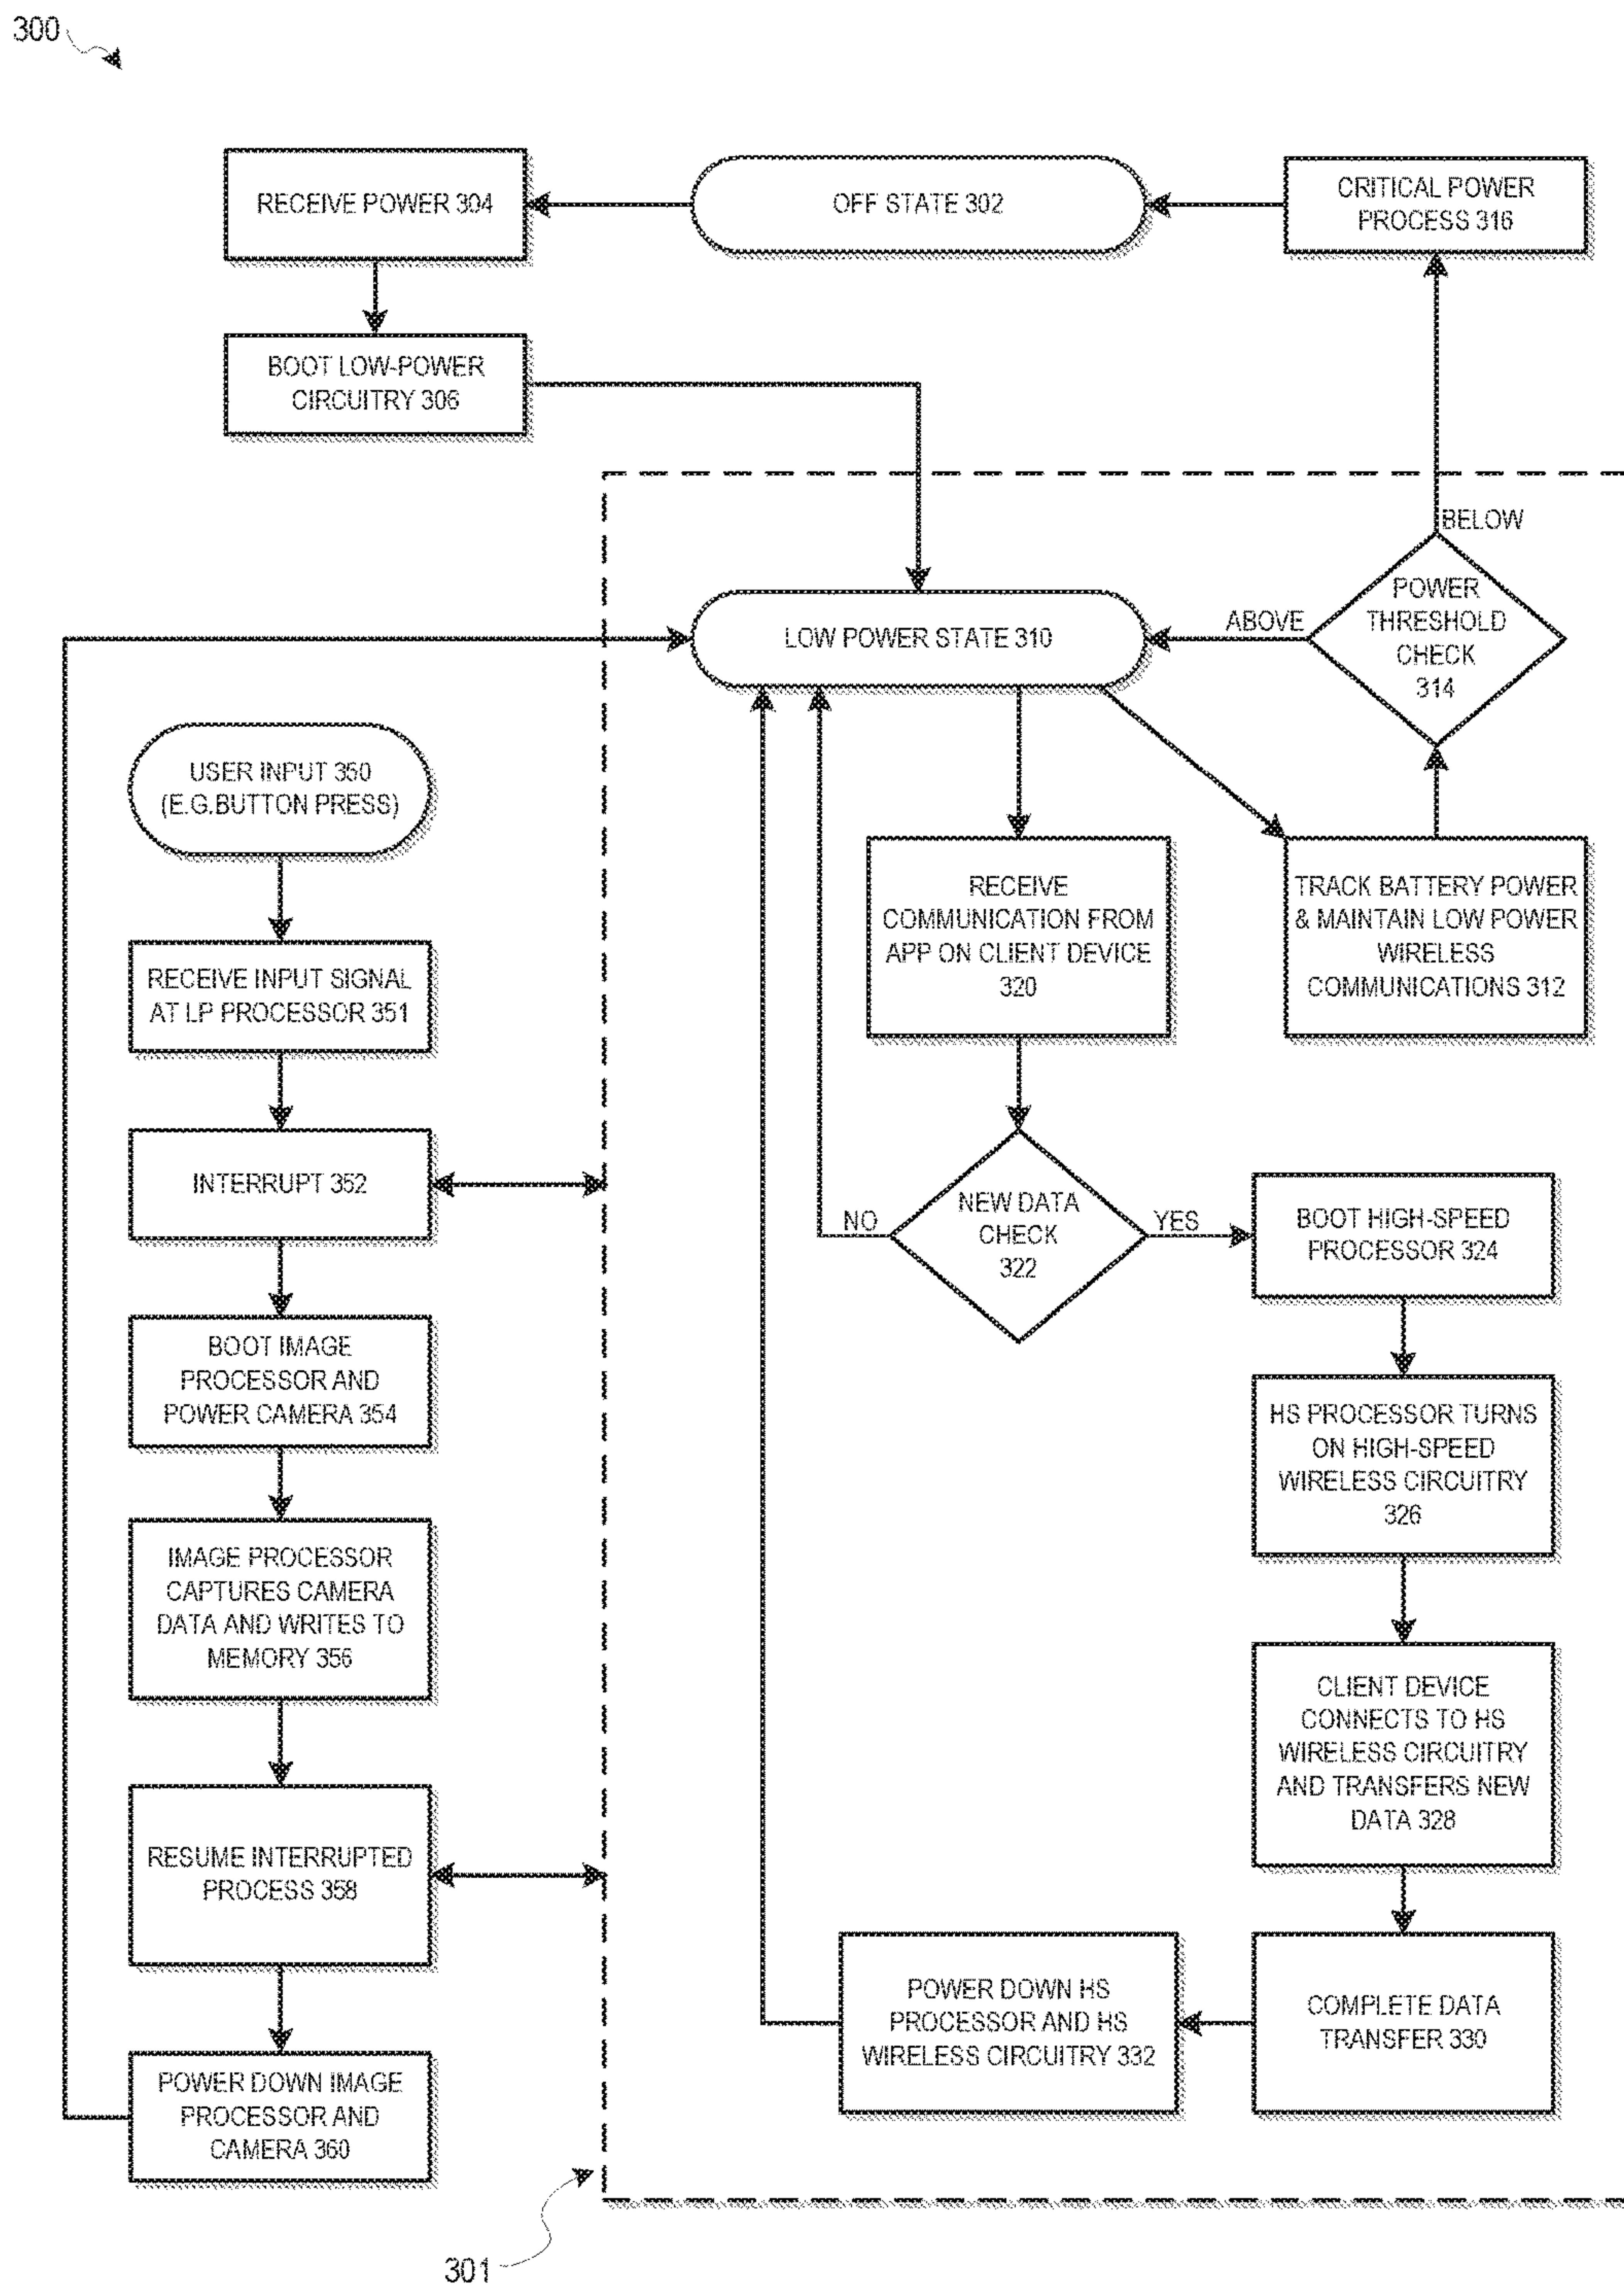 300
RECEIVE POWER 304
OFF STATE 302
CRITICAL POWER
PROCESS 316
BOOT LOW-POWER
CIRCUITRY 306
BELOW
POWER
THRESHOLD
CHECK
314
ABOVE
LOW POWER STATE 310
USER INPUT 350
(E.G.BUTTON PRESS)
RECEIVE
COMMUNICATION FROM
APP ON CLIENT DEVICE
320
TRACK BATTERY POWER
& MAINTAIN LOW POWER
WIRELESS
COMMUNICATIONS 312
RECEIVE INPUT SIGNAL
AT LP PROCESSOR 351
INTERRUPT 352
NO
NEW DATA
CHECK
322
YES
BOOT HIGH-SPEED
PROCESSOR 324
BOOT IMAGE
PROCESSOR AND
POWER CAMERA 354
HS PROCESSOR TURNS
ON HIGH-SPEED
WIRELESS CIRCUITRY
326
IMAGE PROCESSOR
CAPTURES CAMERA
DATA AND WRITES TO
MEMORY 356
CLIENT DEVICE
CONNECTS TO HS
WIRELESS CIRCUITRY
AND TRANSFERS NEW
DATA 328
RESUME INTERRUPTED
PROCESS 358
POWER DOWN HS
PROCESSOR AND HS
WIRELESS CIRCUITRY 332
COMPLETE DATA
TRANSFER 330
POWER DOWN IMAGE
PROCESSOR AND
CAMERA 360
301